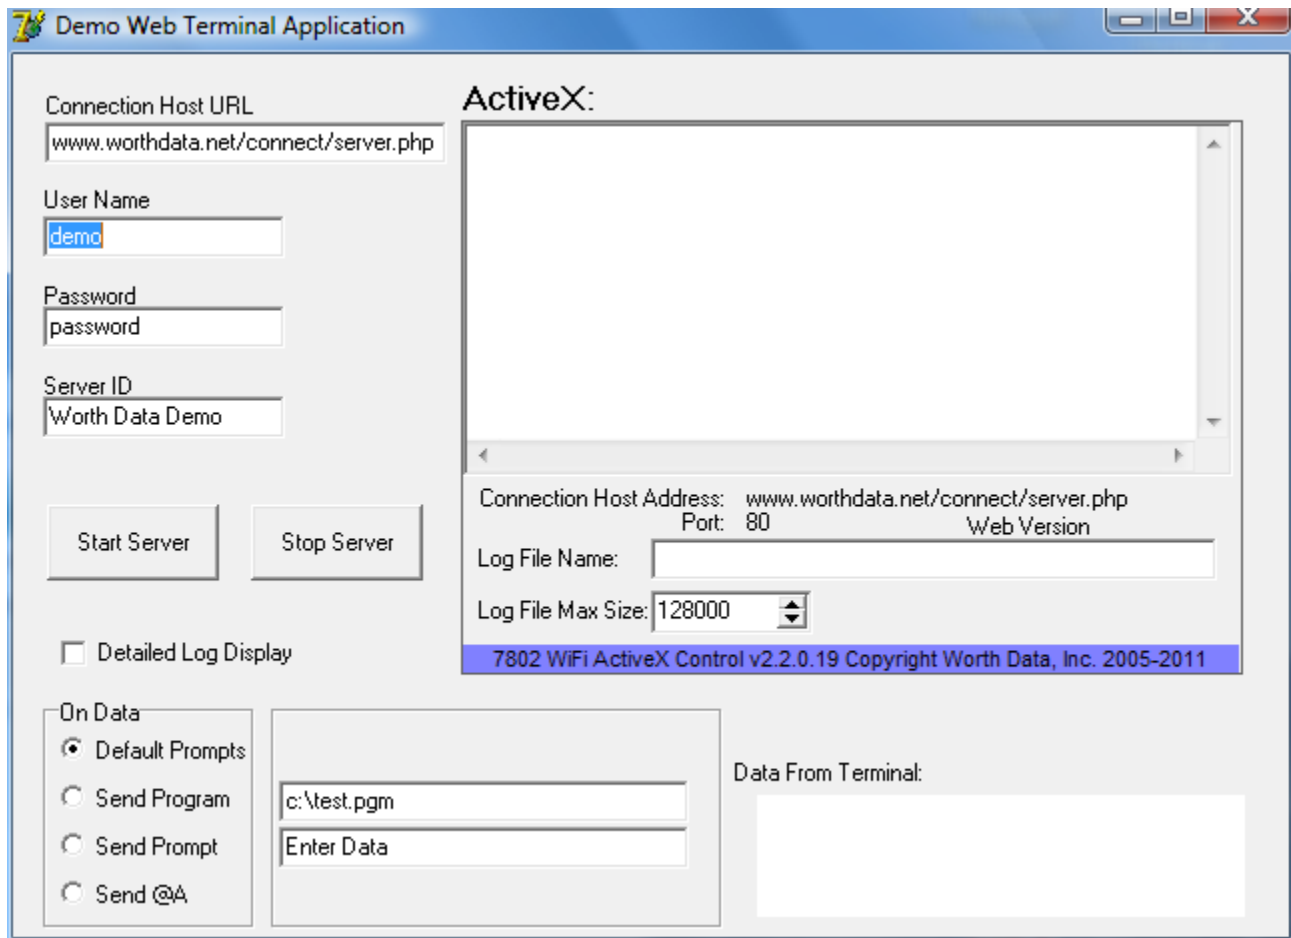 Demo Web Terminal Application
Connection Host URL
www.worthdata.net/connect/server.php
User Name
demo
Password
password
Server ID
Worth Data Demo
Start Server
Stop Server
Detailed Log Display
ActiveX:
Connection Host Address: www.worthdata.net/connect/server.php
Port: 80 Web Version
Log File Name:
Log File Max Size: 128000
7802 WiFi ActiveX Control v2.2.0.19 Copyright Worth Data, Inc. 2005-2011
On Data
Default Prompts
Send Program
c:\test.pgm
Send Prompt
Enter Data
Send @A
Data From Terminal: